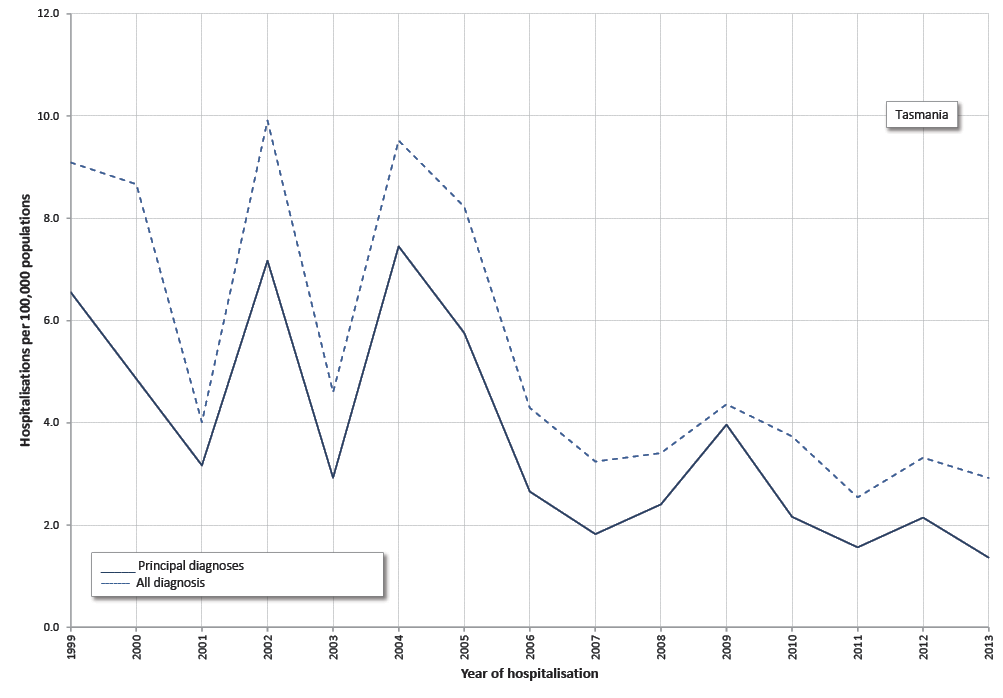 12.0
10.0
8.0
6.0
4.0
2.0
0.0
Hospitalisations per 100,000 populations
Tasmania
Principal diagnoses
All diagnosis
1999 2000 2001 2002 2003 2004 2005 2006 2007 2008 2009 2010 2011 2012 2013
Year of hospitalisation